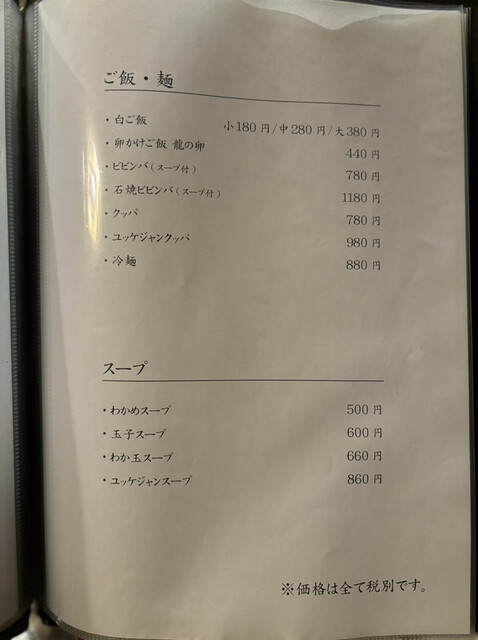 ご飯・麺
・白ご飯 小180円/中280円/大380円
・卵かけご飯 龍の卵 440円
・ビビンバ(スープ付) 780円
・石焼ビビンバ(スープ付) 1180円
・クッパ 780円
・ユッケジャンクッパ 980円
・冷麺 880円
スープ
・わかめスープ 500円
・玉子スープ 600円
・わか玉スープ 660円
・ユッケジャンスープ 860円
※価格は全て税別です。